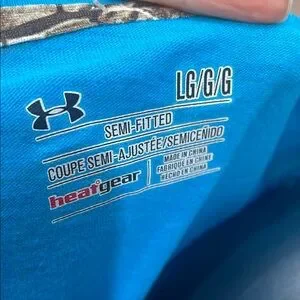 LG/G/G
SEMI-FITTED
COUPE SEMI-AJUSTÉE/SEMICEÑIDO
heatgear
MADE IN CHINA
FABRIQUÉ EN CHINE
HECHO EN CHINA